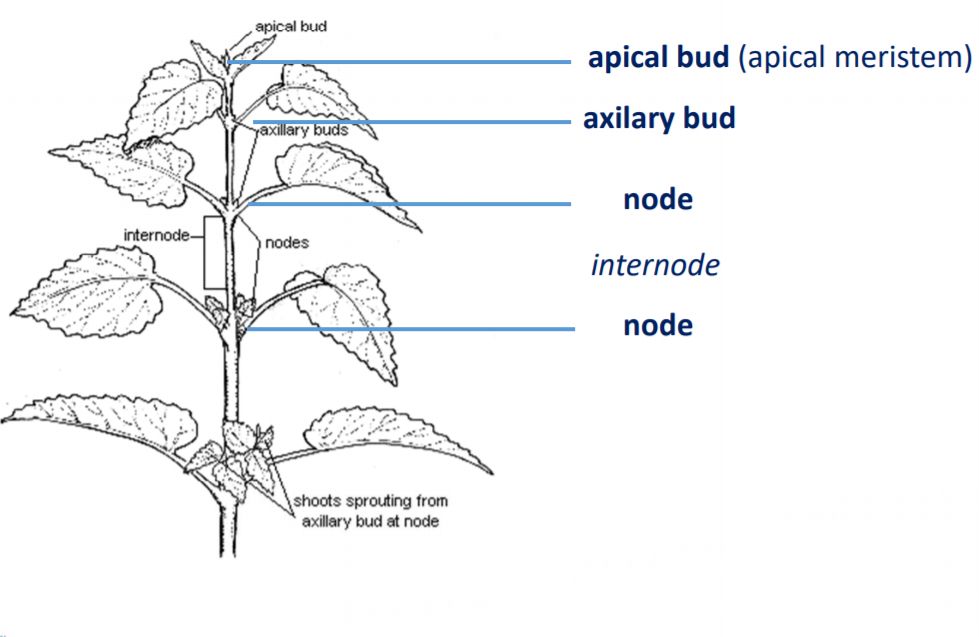 apical bud
apical bud (apical meristem)
axilary bud
axillary buds
node
internode
nodes
internode
node
shoots sprouting from
axillary bud at node